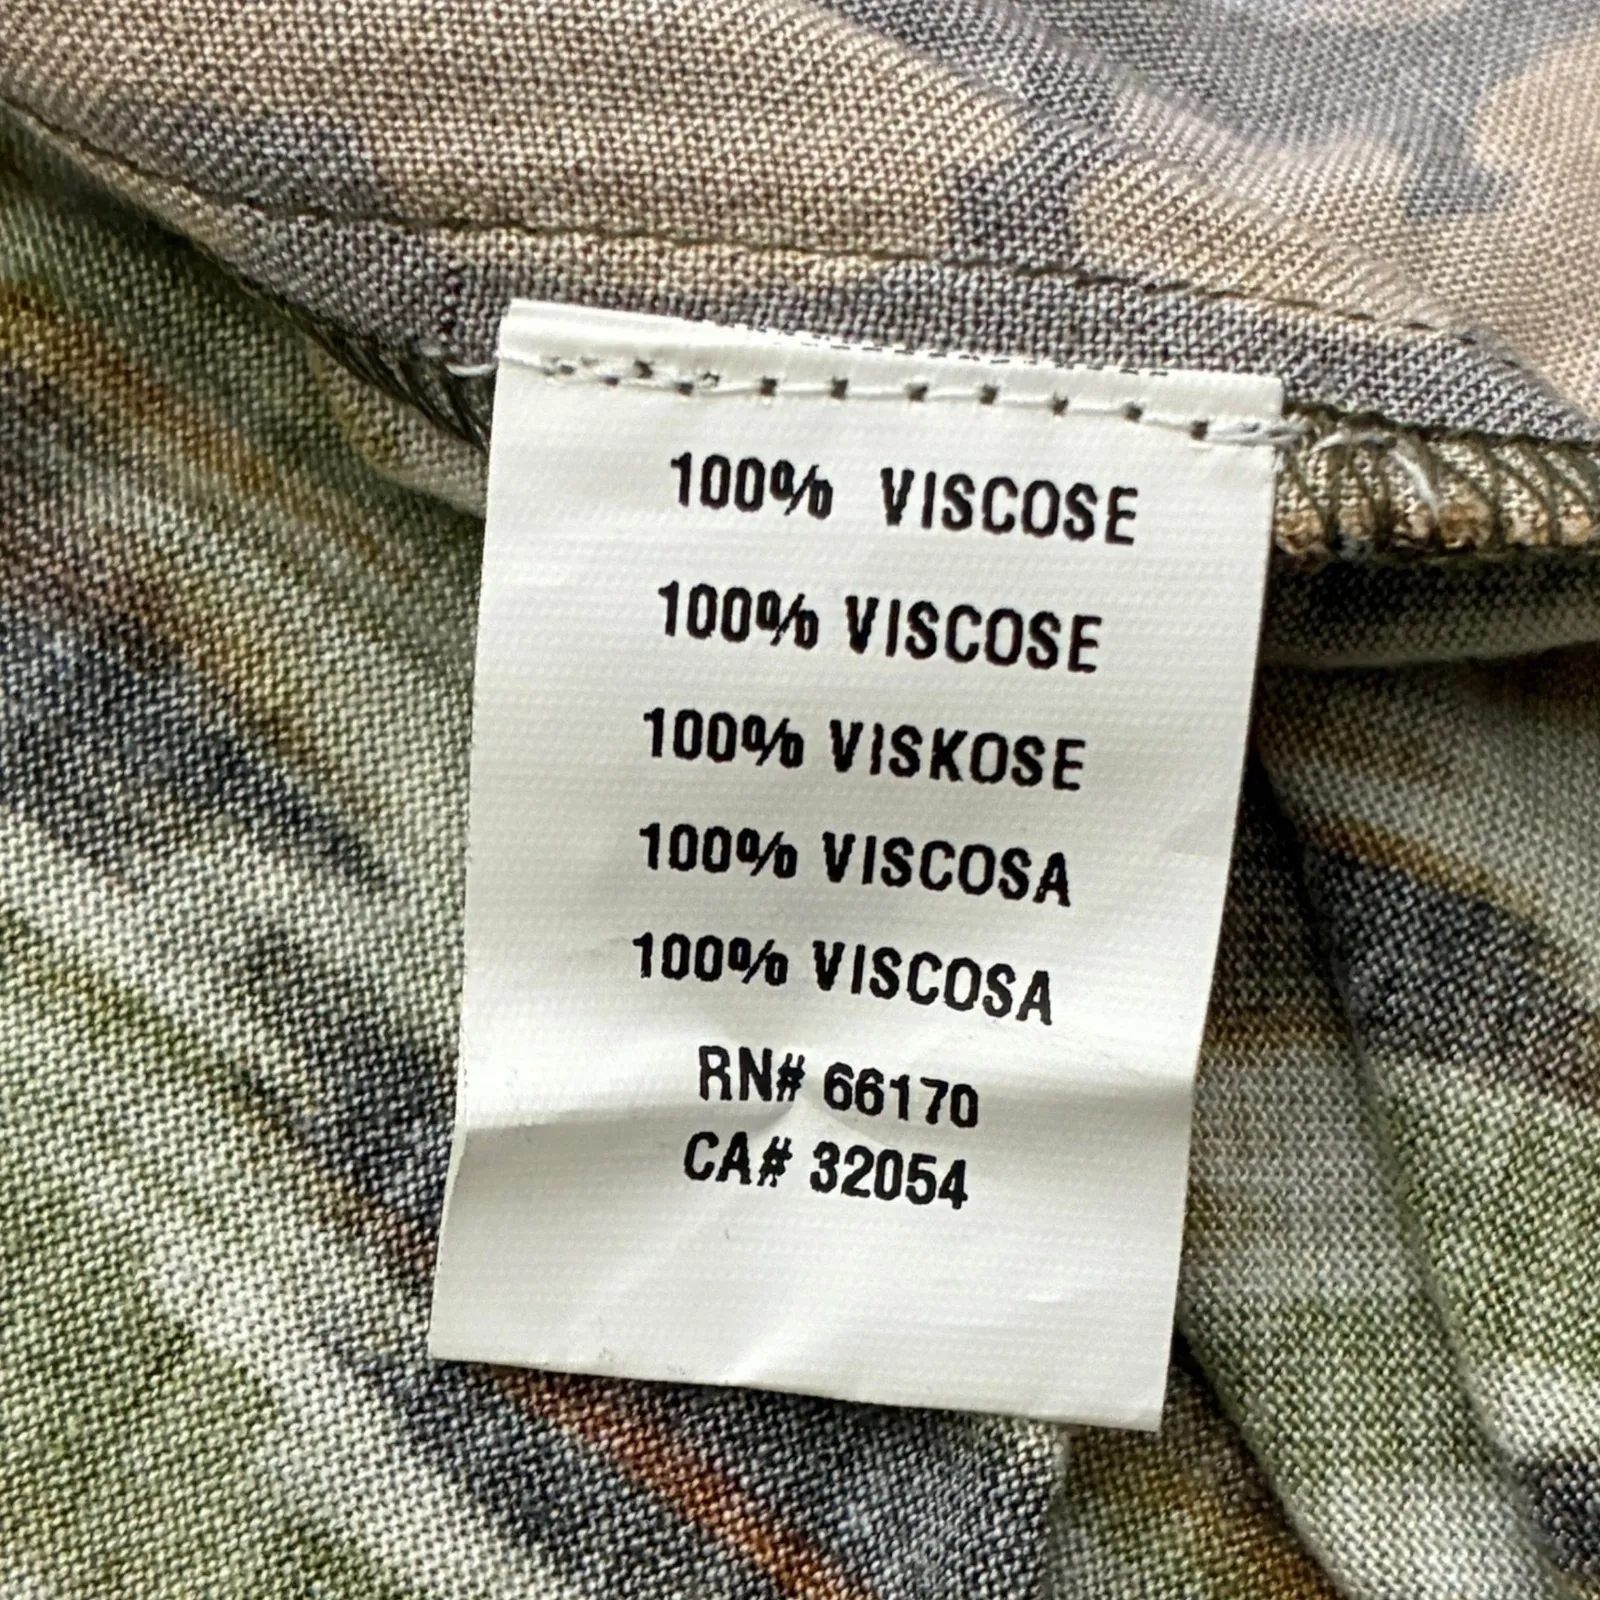 100% VISCOSE
100% VISCOSE
100% VISKOSE
100% VISCOSA
100% VISCOSA
RN# 66170
CA# 32054